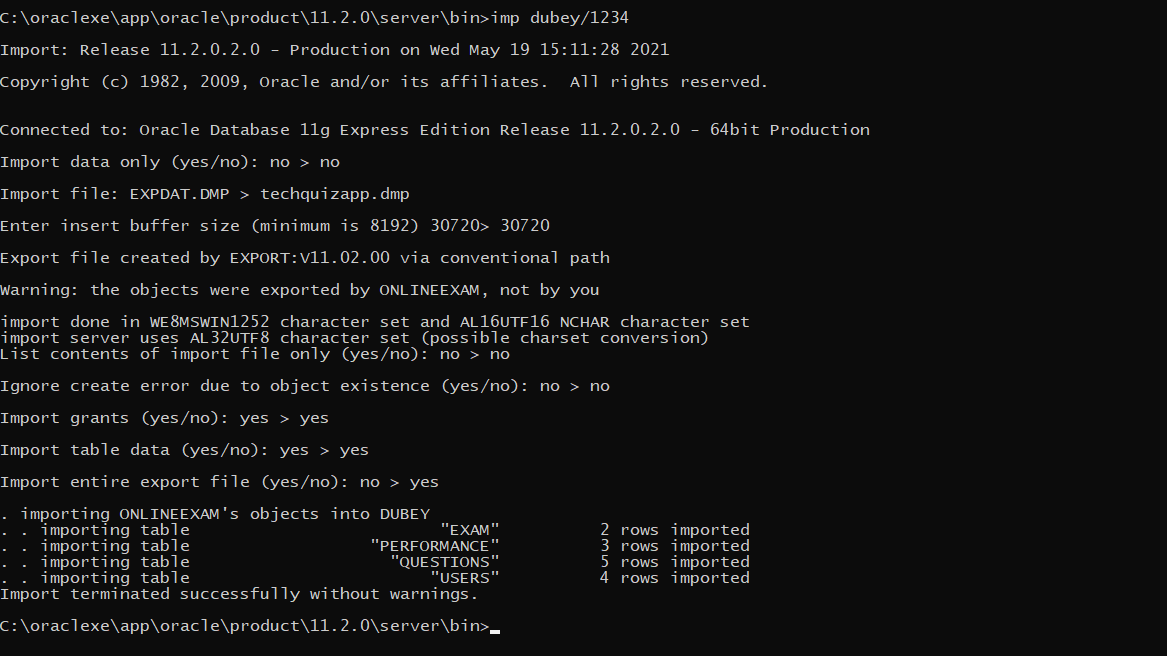 C:\oraclexe\app\oracle\product\11.2.0\server\bin>imp dubey/1234
Import: Release 11.2.0.2.0 - Production on Wed May 19 15:11:28 2021
Copyright (c) 1982, 2009, Oracle and/or its affiliates.  All rights reserved.
Connected to: Oracle Database 11g Express Edition Release 11.2.0.2.0 - 64bit Production
Import data only (yes/no): no > no
Import file: EXPDAT.DMP > techquizapp.dmp
Enter insert buffer size (minimum is 8192) 30720> 30720
Export file created by EXPORT:V11.02.00 via conventional path
Warning: the objects were exported by ONLINEEXAM, not by you
import done in WE8MSWIN1252 character set and AL16UTF16 NCHAR character set
import server uses AL32UTF8 character set (possible charset conversion)
List contents of import file only (yes/no): no > no
Ignore create error due to object existence (yes/no): no > no
Import grants (yes/no): yes > yes
Import table data (yes/no): yes > yes
Import entire export file (yes/no): no > yes
. importing ONLINEEXAM's objects into DUBEY
. . importing table                         "EXAM"          2 rows imported
. . importing table                  "PERFORMANCE"          3 rows imported
. . importing table                    "QUESTIONS"          5 rows imported
. . importing table                        "USERS"          4 rows imported
Import terminated successfully without warnings.
C:\oraclexe\app\oracle\product\11.2.0\server\bin>